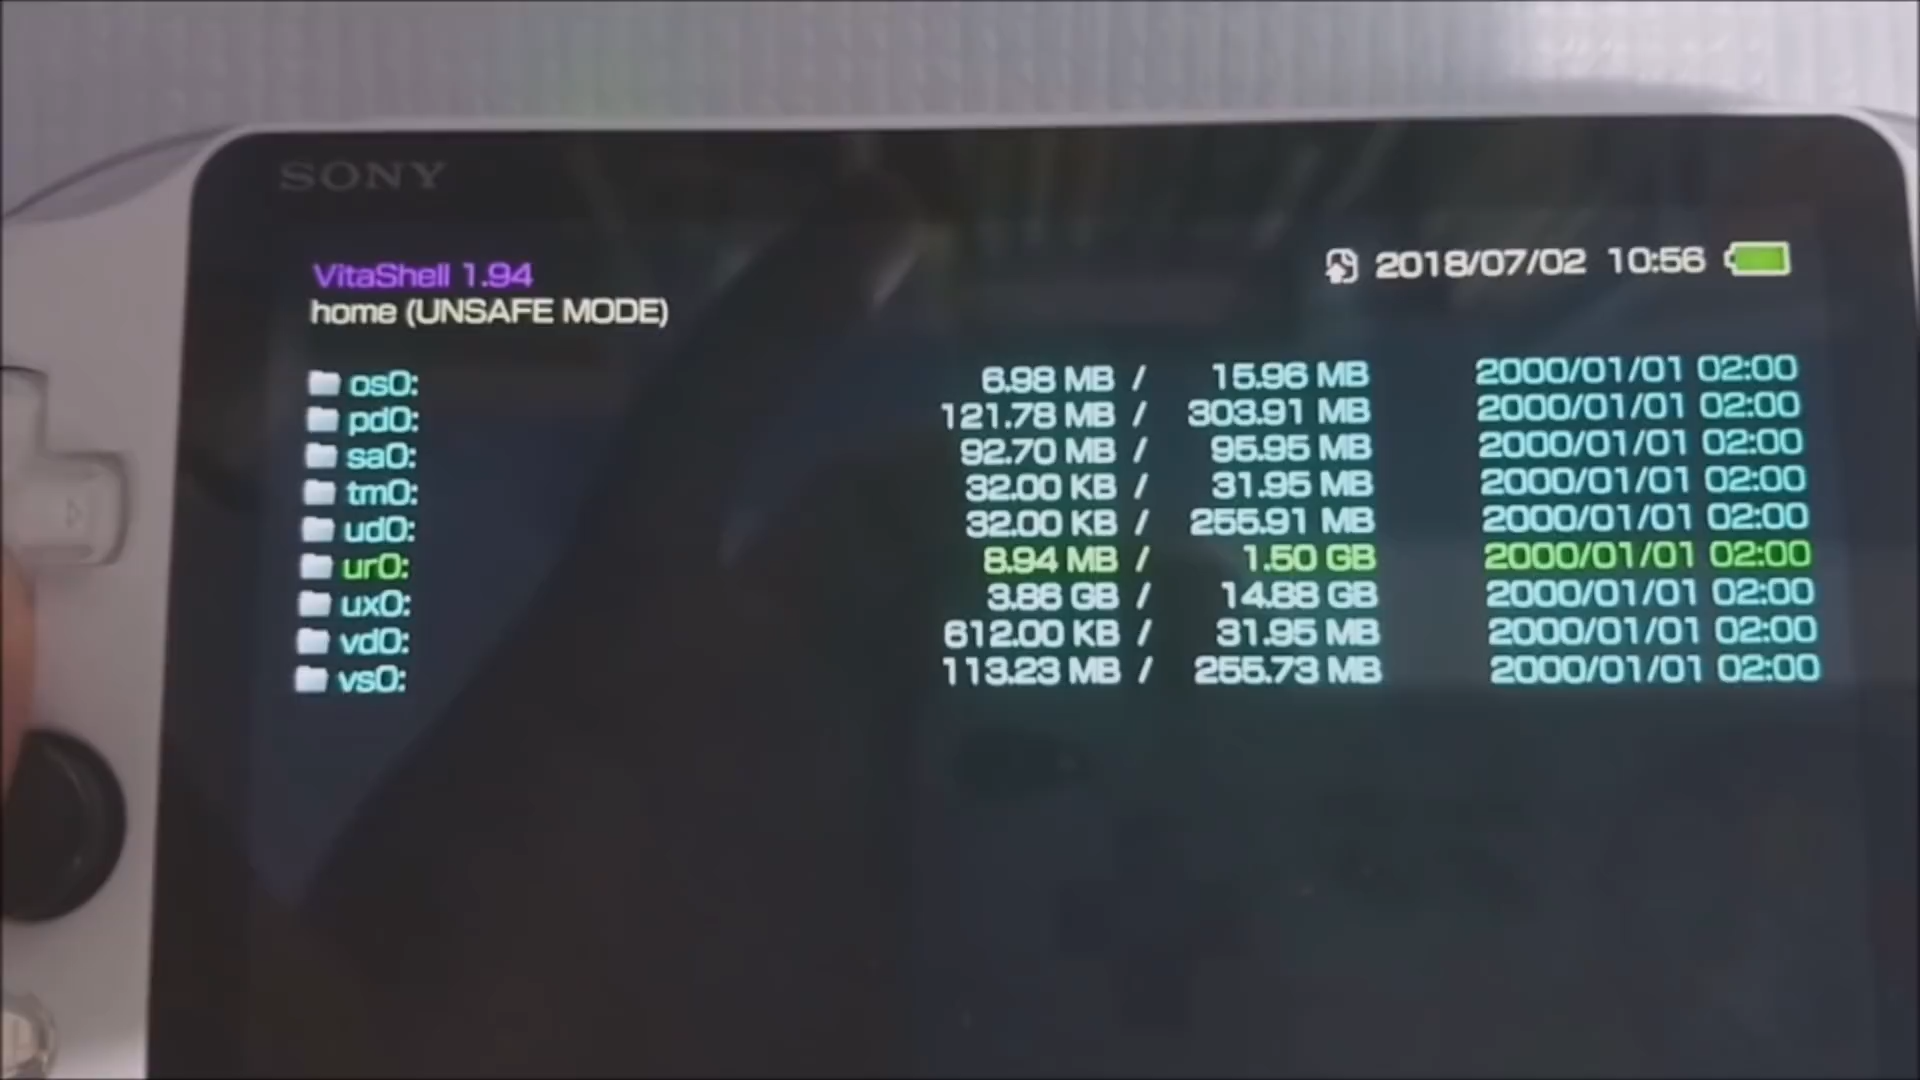 SONY
VitaShell 1.94
2018/07/02 10:56
home (UNSAFE MODE)
os0: 6.98 MB / 15.96 MB 2000/01/01 02:00
pd0: 121.78 MB / 303.91 MB 2000/01/01 02:00
sa0: 92.70 MB / 95.95 MB 2000/01/01 02:00
tm0: 32.00 KB / 31.95 MB 2000/01/01 02:00
ud0: 32.00 KB / 255.91 MB 2000/01/01 02:00
ur0: 8.94 MB / 1.50 GB 2000/01/01 02:00
ux0: 3.86 GB / 14.88 GB 2000/01/01 02:00
vd0: 612.00 KB / 31.95 MB 2000/01/01 02:00
vs0: 113.23 MB / 255.73 MB 2000/01/01 02:00